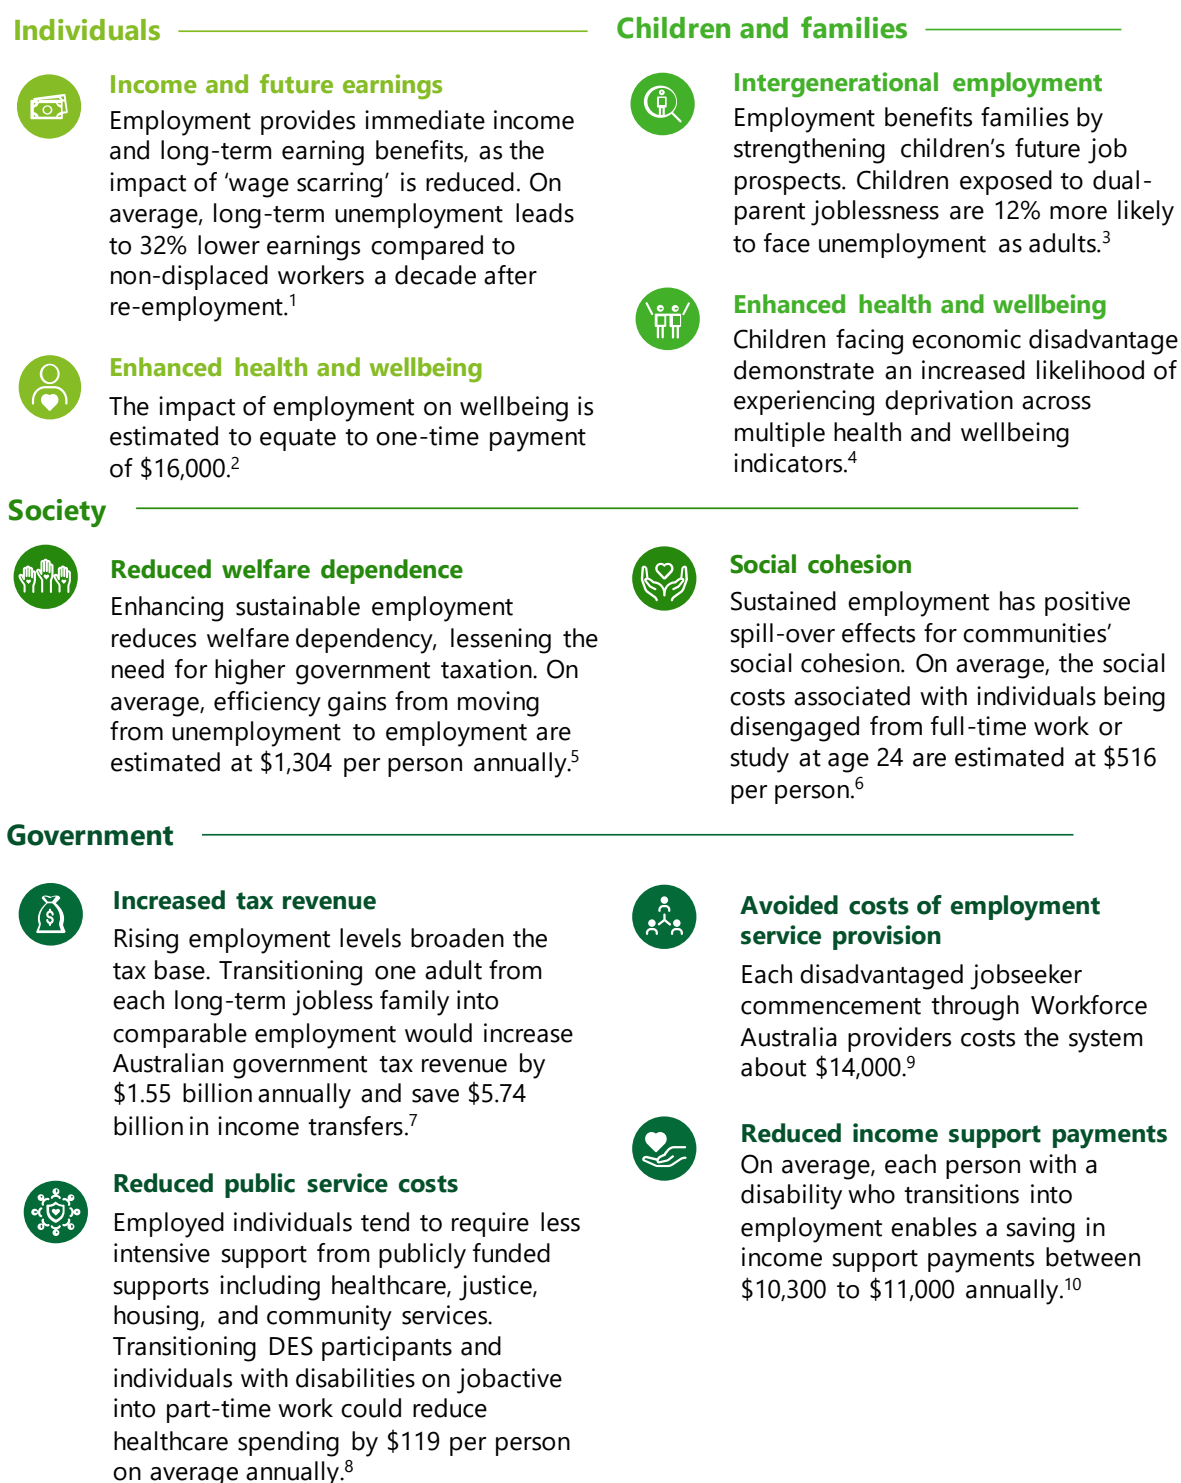 Individuals
Income and future earnings
Employment provides immediate income
and long-term earning benefits, as the
impact of ‘wage scarring’ is reduced. On
average, long-term unemployment leads
to 32% lower earnings compared to
non-displaced workers a decade after
re-employment.1
Enhanced health and wellbeing
The impact of employment on wellbeing is
estimated to equate to one-time payment
of $16,000.2
Children and families
Intergenerational employment
Employment benefits families by
strengthening children’s future job
prospects. Children exposed to dual-
parent joblessness are 12% more likely
to face unemployment as adults.3
Enhanced health and wellbeing
Children facing economic disadvantage
demonstrate an increased likelihood of
experiencing deprivation across
multiple health and wellbeing
indicators.4
Society
Reduced welfare dependence
Enhancing sustainable employment
reduces welfare dependency, lessening the
need for higher government taxation. On
average, efficiency gains from moving
from unemployment to employment are
estimated at $1,304 per person annually.5
Social cohesion
Sustained employment has positive
spill-over effects for communities’
social cohesion. On average, the social
costs associated with individuals being
disengaged from full-time work or
study at age 24 are estimated at $516
per person.6
Government
Increased tax revenue
Rising employment levels broaden the
tax base. Transitioning one adult from
each long-term jobless family into
comparable employment would increase
Australian government tax revenue by
$1.55 billion annually and save $5.74
billion in income transfers.7
Reduced public service costs
Employed individuals tend to require less
intensive support from publicly funded
supports including healthcare, justice,
housing, and community services.
Transitioning DES participants and
individuals with disabilities on jobactive
into part-time work could reduce
healthcare spending by $119 per person
on average annually.8
Avoided costs of employment
service provision
Each disadvantaged jobseeker
commencement through Workforce
Australia providers costs the system
about $14,000.9
Reduced income support payments
On average, each person with a
disability who transitions into
employment enables a saving in
income support payments between
$10,300 to $11,000 annually.10